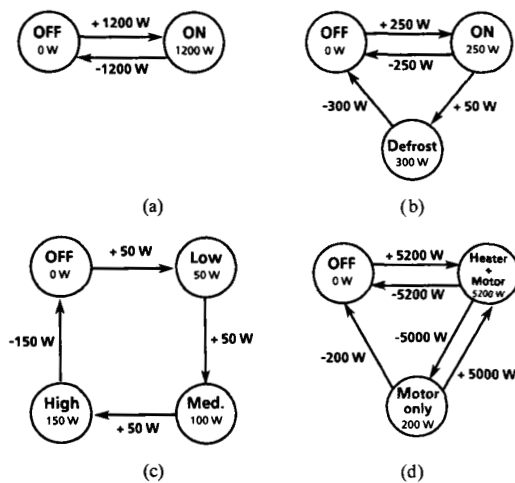 OFF
0 W
+ 1200 W
-1200 W
ON
1200 W
(a)
OFF
0 W
+ 250 W
-250 W
ON
250 W
-300 W
+ 50 W
Defrost
300 W
(b)
OFF
0 W
+ 50 W
Low
50 W
-150 W
+ 50 W
High
150 W
+ 50 W
Med.
100 W
(c)
OFF
0 W
+ 5200 W
-5200 W
Heater
+
Motor
5200 W
-200 W
-5000 W
+ 5000 W
Motor
only
200 W
(d)